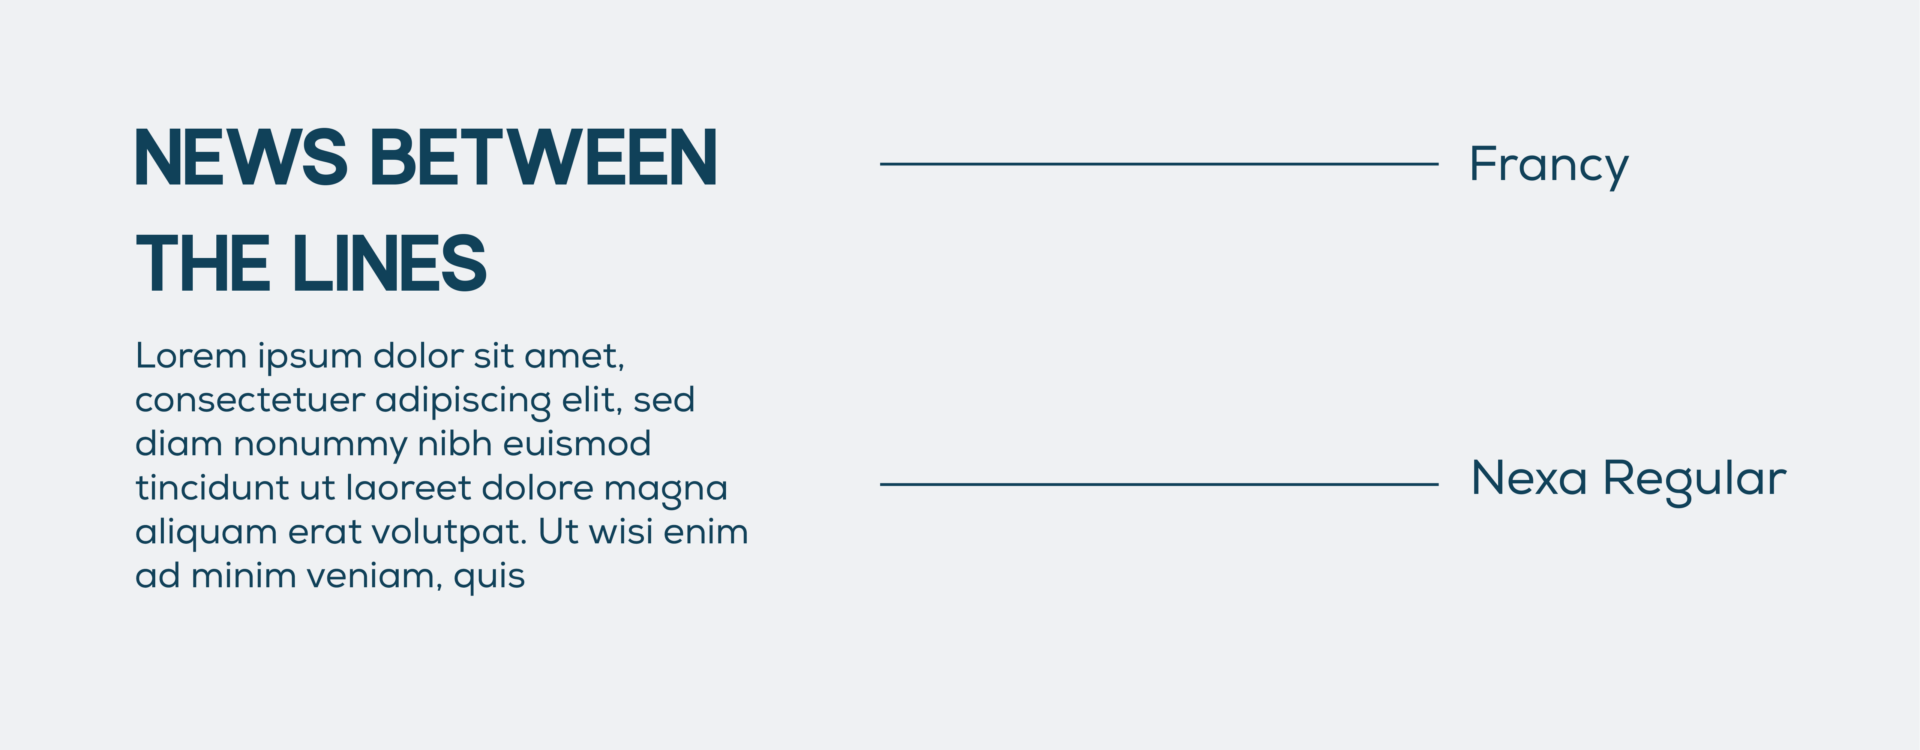 NEWS BETWEEN
THE LINES
Lorem ipsum dolor sit amet,
consectetuer adipiscing elit, sed
diam nonummy nibh euismod
tincidunt ut laoreet dolore magna
aliquam erat volutpat. Ut wisi enim
ad minim veniam, quis
Francy
Nexa Regular